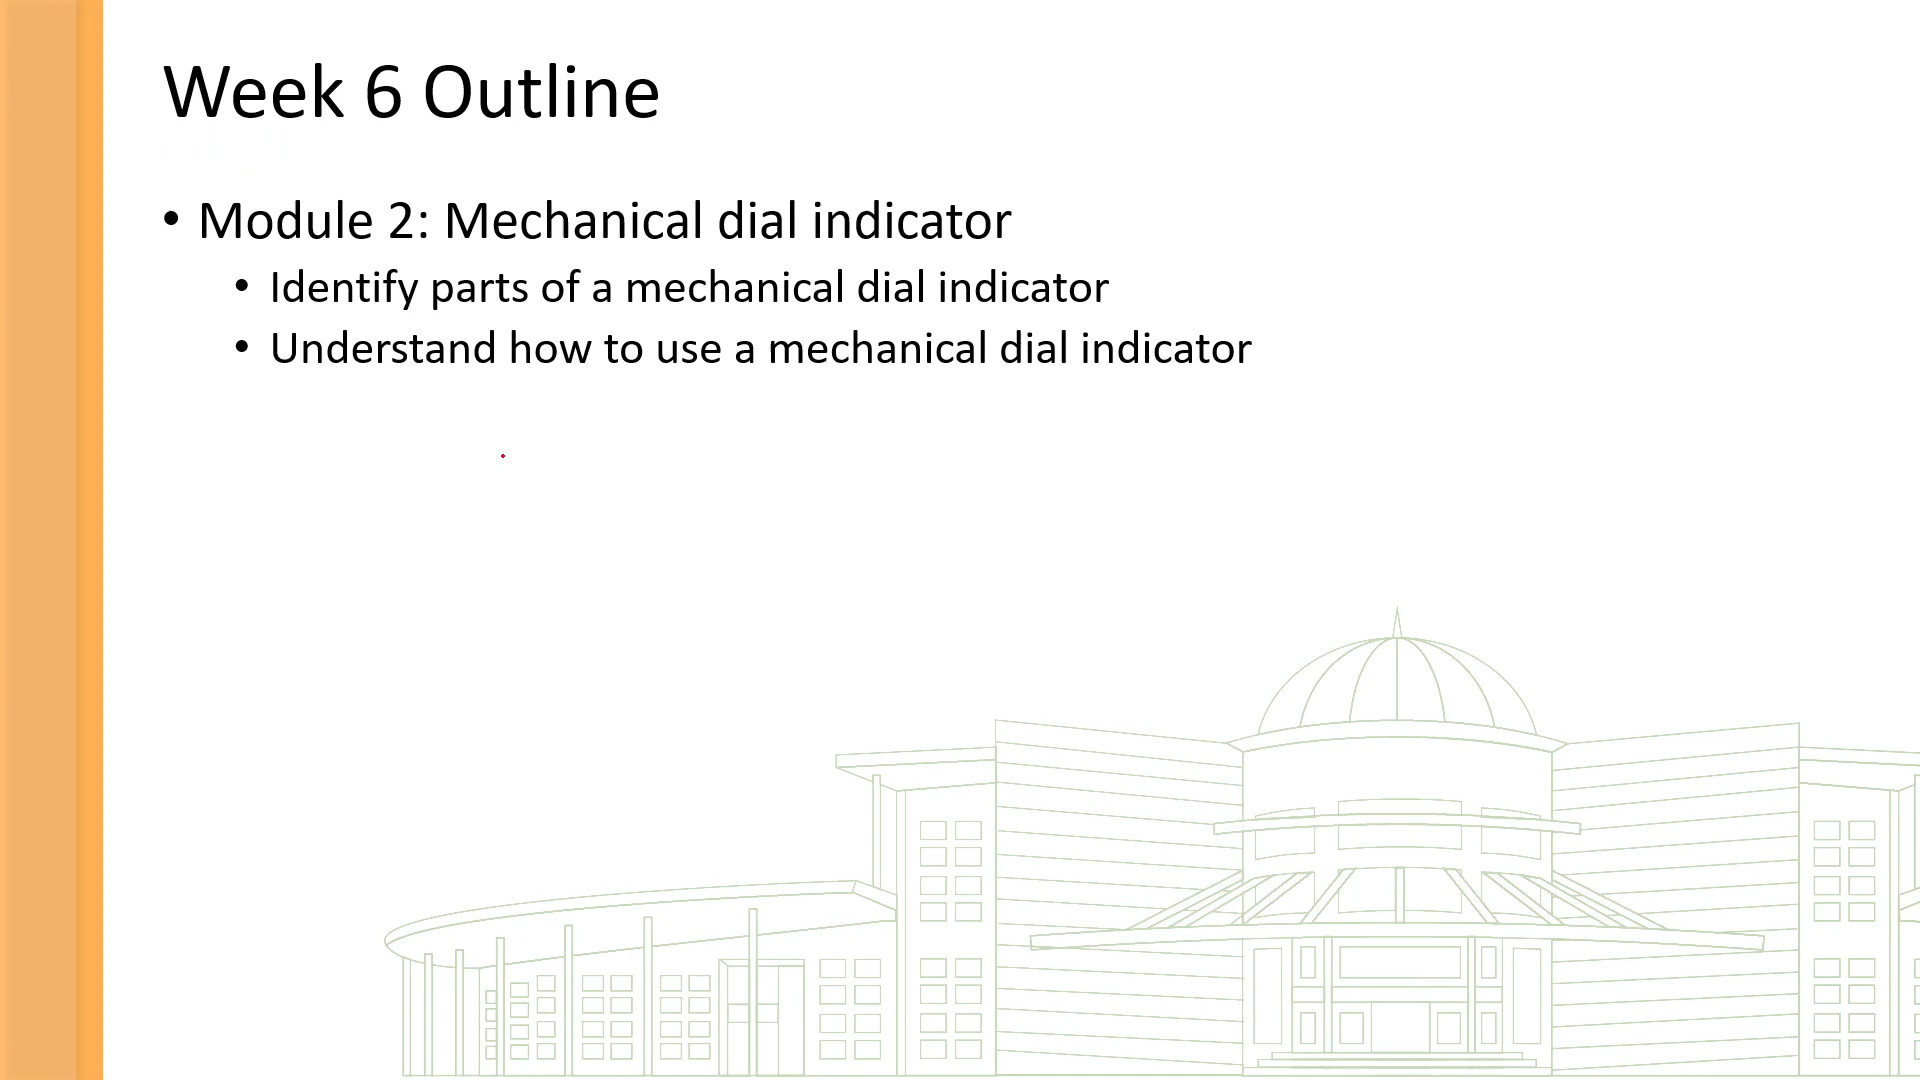 Week 6 Outline
• Module 2: Mechanical dial indicator
• Identify parts of a mechanical dial indicator
• Understand how to use a mechanical dial indicator